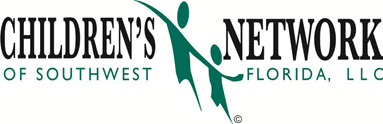 CHILDREN'S NETWORK
OF SOUTHWEST FLORIDA, LLC
©